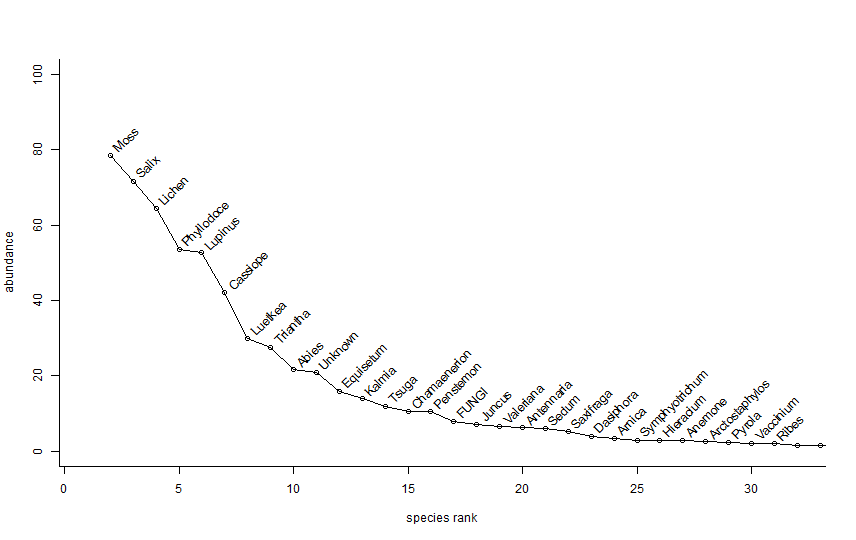 100
80
60
40
20
0
abundance
Moss
Salix
Lichen
Phyllodoce
Lupinus
Cassiope
Luetkea
Triantha
Abies
Unknown
Equisetum
Kalmia
Tsuga
Chamaenerion
Penstemon
FUNGI
Juncus
Valeriana
Antennaria
Sedum
Saxifraga
Dasiphora
Arnica
Symphyotrichum
Hieracium
Anemone
Arctostaphylos
Pyrola
Vaccinium
Ribes
0 5 10 15 20 25 30
species rank